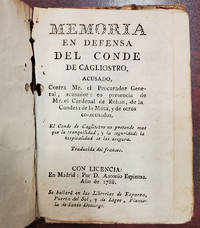 MEMORIA
EN DEFENSA
DEL CONDE
DE CAGLIOSTRO,
ACUSADO,
Contra Mr. el Procurador Gene-
ral, acusador: en presencia de
Mr. el Cardenal de Rohan, de la
Condesa de la Mota, y de otros
co-acusados.
El Conde de Cagliostro no pretende mas
que la tranquilidad, y la seguridad: la
hospitalidad se las asegura.
Traducida del frances.
CON LICENCIA:
En Madrid: Por D. Antonio Espinosa.
Año de 1786.
Se hallará en las Librerías de Esparza,
Puerta del Sol, y de Lopez, Plazue-
la de Santo Domingo.